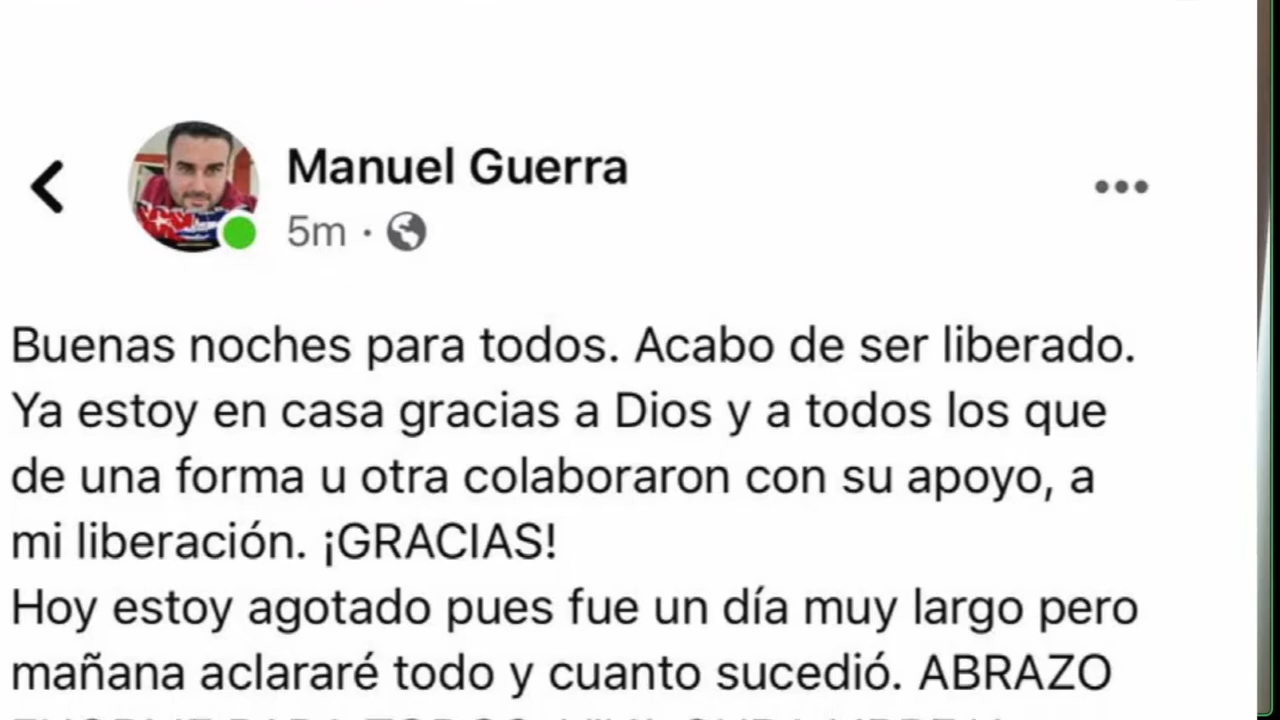 Manuel Guerra
5m ·
Buenas noches para todos. Acabo de ser liberado.
Ya estoy en casa gracias a Dios y a todos los que
de una forma u otra colaboraron con su apoyo, a
mi liberación. ¡GRACIAS!
Hoy estoy agotado pues fue un día muy largo pero
mañana aclararé todo y cuanto sucedió. ABRAZO